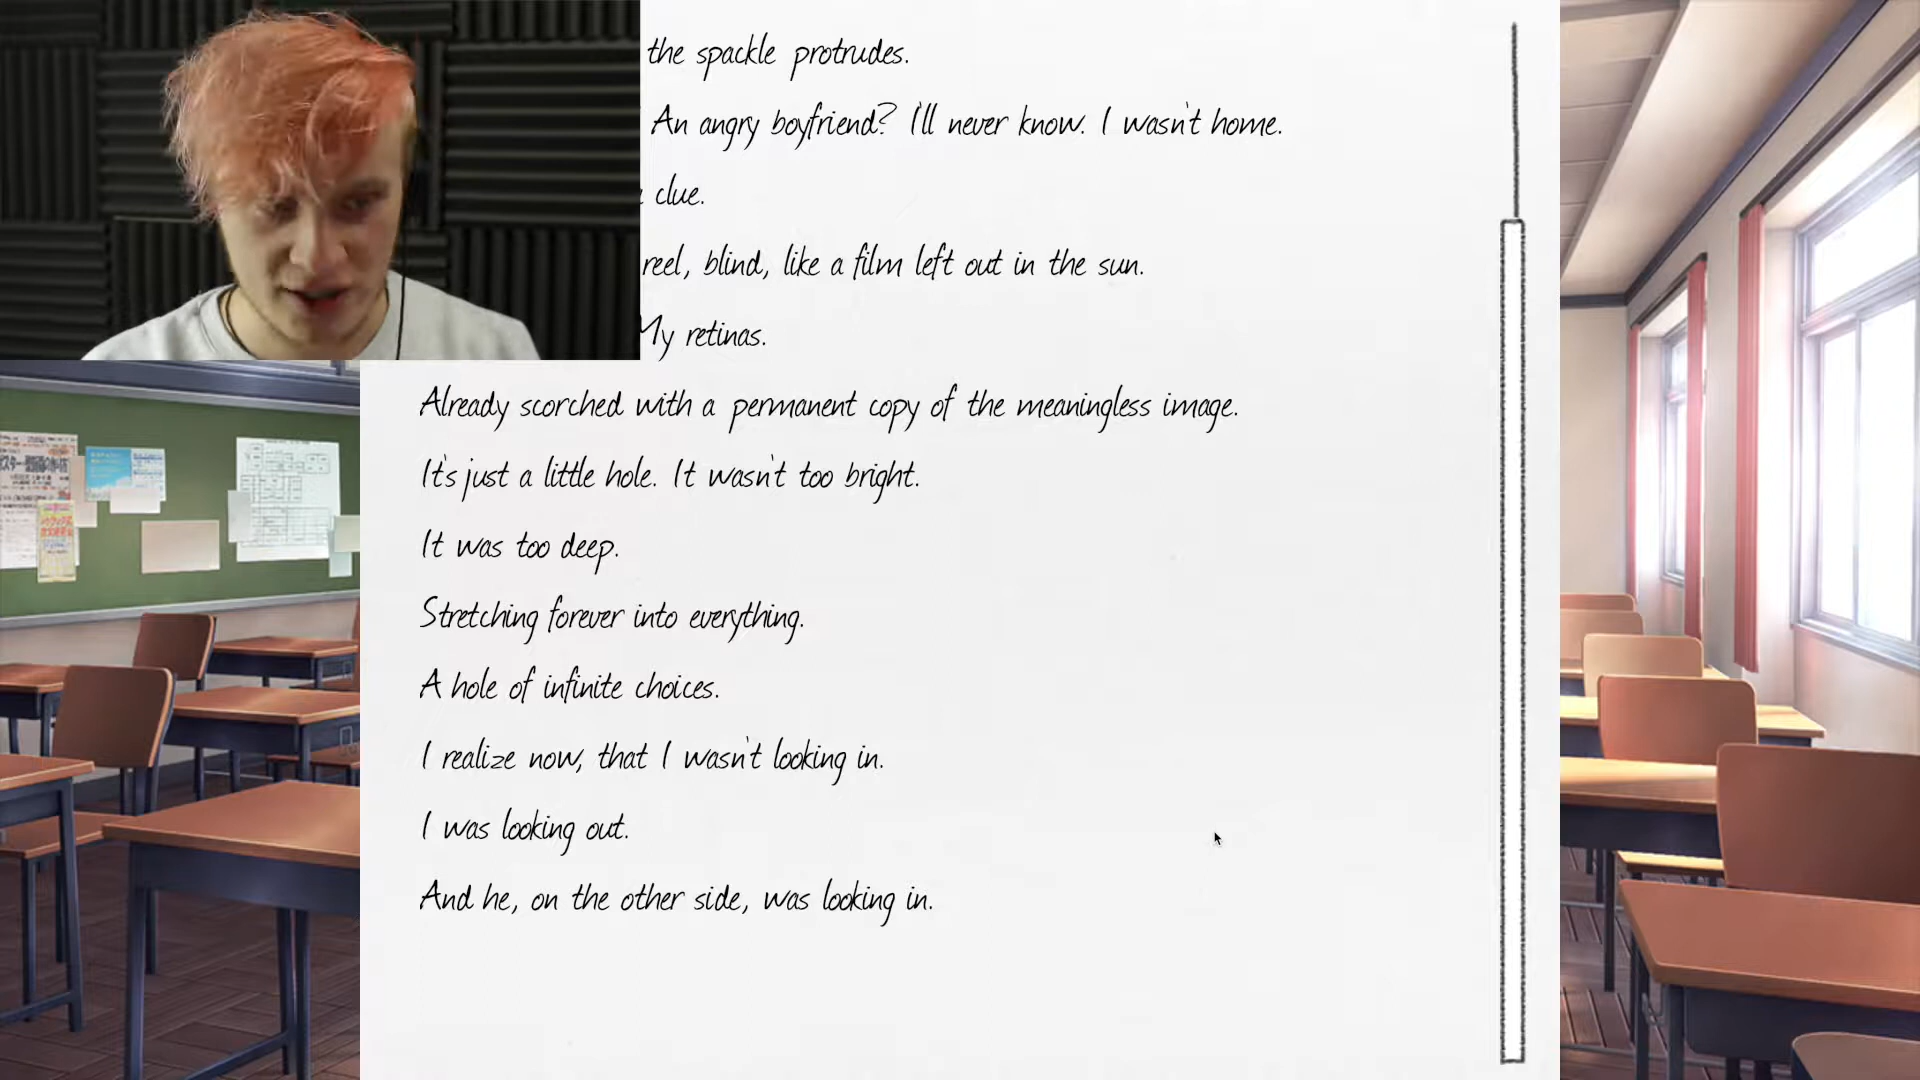 the spackle protrudes.
An angry boyfriend? I'll never know. I wasn't home.
clue.
reel, blind, like a film left out in the sun.
My retinas.
Already scorched with a permanent copy of the meaningless image.
It's just a little hole. It wasn't too bright.
It was too deep.
Stretching forever into everything.
A hole of infinite choices.
I realize now, that I wasn't looking in.
I was looking out.
And he, on the other side, was looking in.